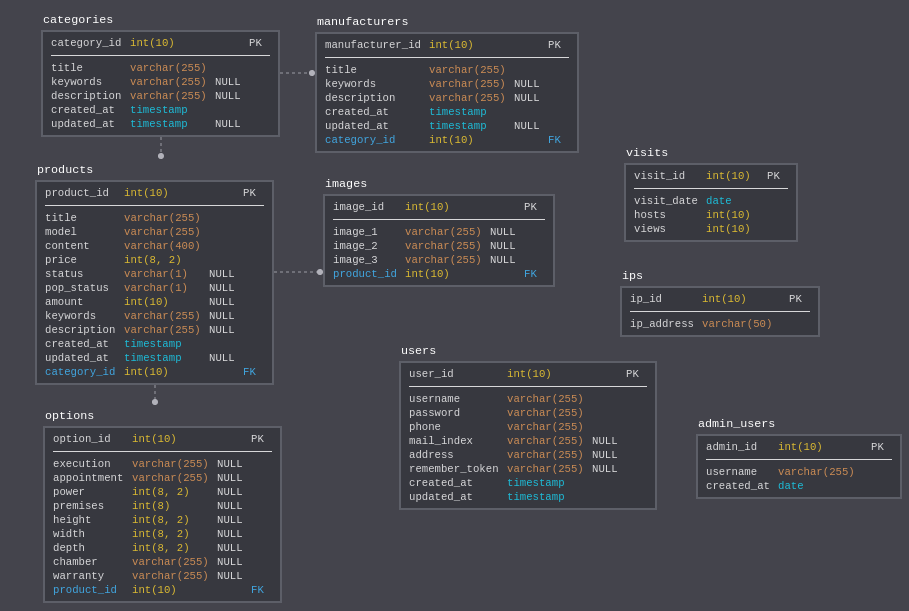 categories
category_id int(10) PK
title varchar(255)
keywords varchar(255) NULL
description varchar(255) NULL
created_at timestamp
updated_at timestamp NULL
manufacturers
manufacturer_id int(10) PK
title varchar(255)
keywords varchar(255) NULL
description varchar(255) NULL
created_at timestamp
updated_at timestamp NULL
category_id int(10) FK
products
product_id int(10) PK
title varchar(255)
model varchar(255)
content varchar(400)
price int(8, 2)
status varchar(1) NULL
pop_status varchar(1) NULL
amount int(10) NULL
keywords varchar(255) NULL
description varchar(255) NULL
created_at timestamp
updated_at timestamp NULL
category_id int(10) FK
images
image_id int(10) PK
image_1 varchar(255) NULL
image_2 varchar(255) NULL
image_3 varchar(255) NULL
product_id int(10) FK
visits
visit_id int(10) PK
visit_date date
hosts int(10)
views int(10)
ips
ip_id int(10) PK
ip_address varchar(50)
options
option_id int(10) PK
execution varchar(255) NULL
appointment varchar(255) NULL
power int(8, 2) NULL
premises int(8) NULL
height int(8, 2) NULL
width int(8, 2) NULL
depth int(8, 2) NULL
chamber varchar(255) NULL
warranty varchar(255) NULL
product_id int(10) FK
users
user_id int(10) PK
username varchar(255)
password varchar(255)
phone varchar(255)
mail_index varchar(255) NULL
address varchar(255) NULL
remember_token varchar(255) NULL
created_at timestamp
updated_at timestamp
admin_users
admin_id int(10) PK
username varchar(255)
created_at date